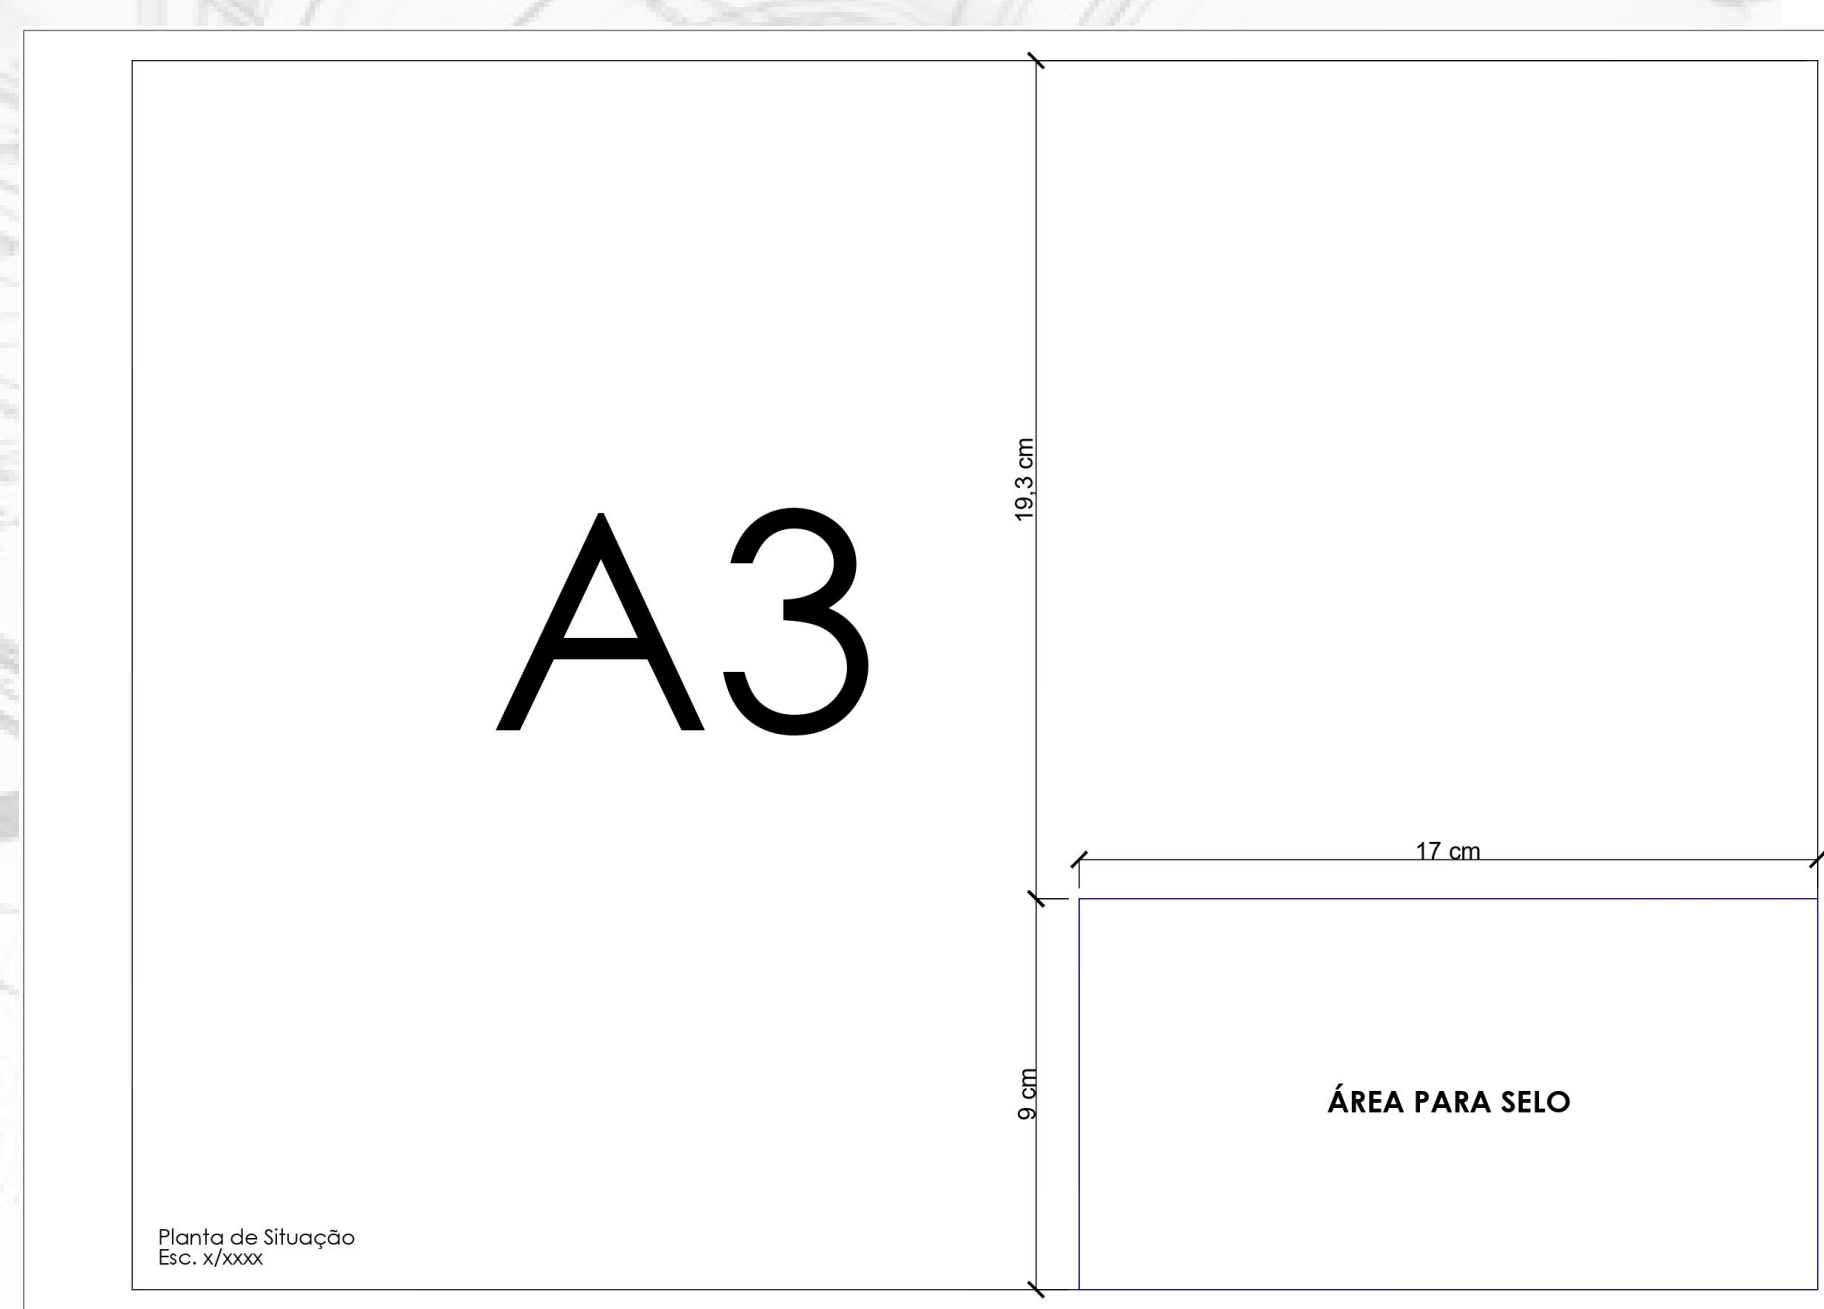 19,3 cm
A3
17 cm
9 cm
ÁREA PARA SELO
Planta de Situação
Esc. x/xxxx